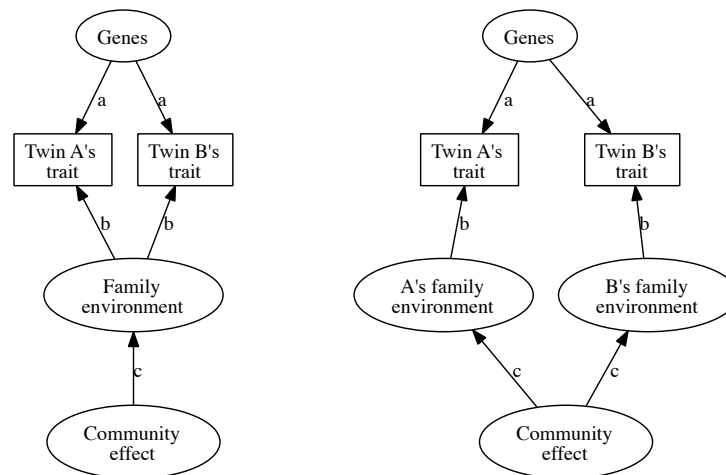 Genes
a
a
Twin A's
trait
Twin B's
trait
b
b
Family
environment
c
Community
effect
Genes
a
a
Twin A's
trait
Twin B's
trait
b
b
A's family
environment
B's family
environment
c
c
Community
effect